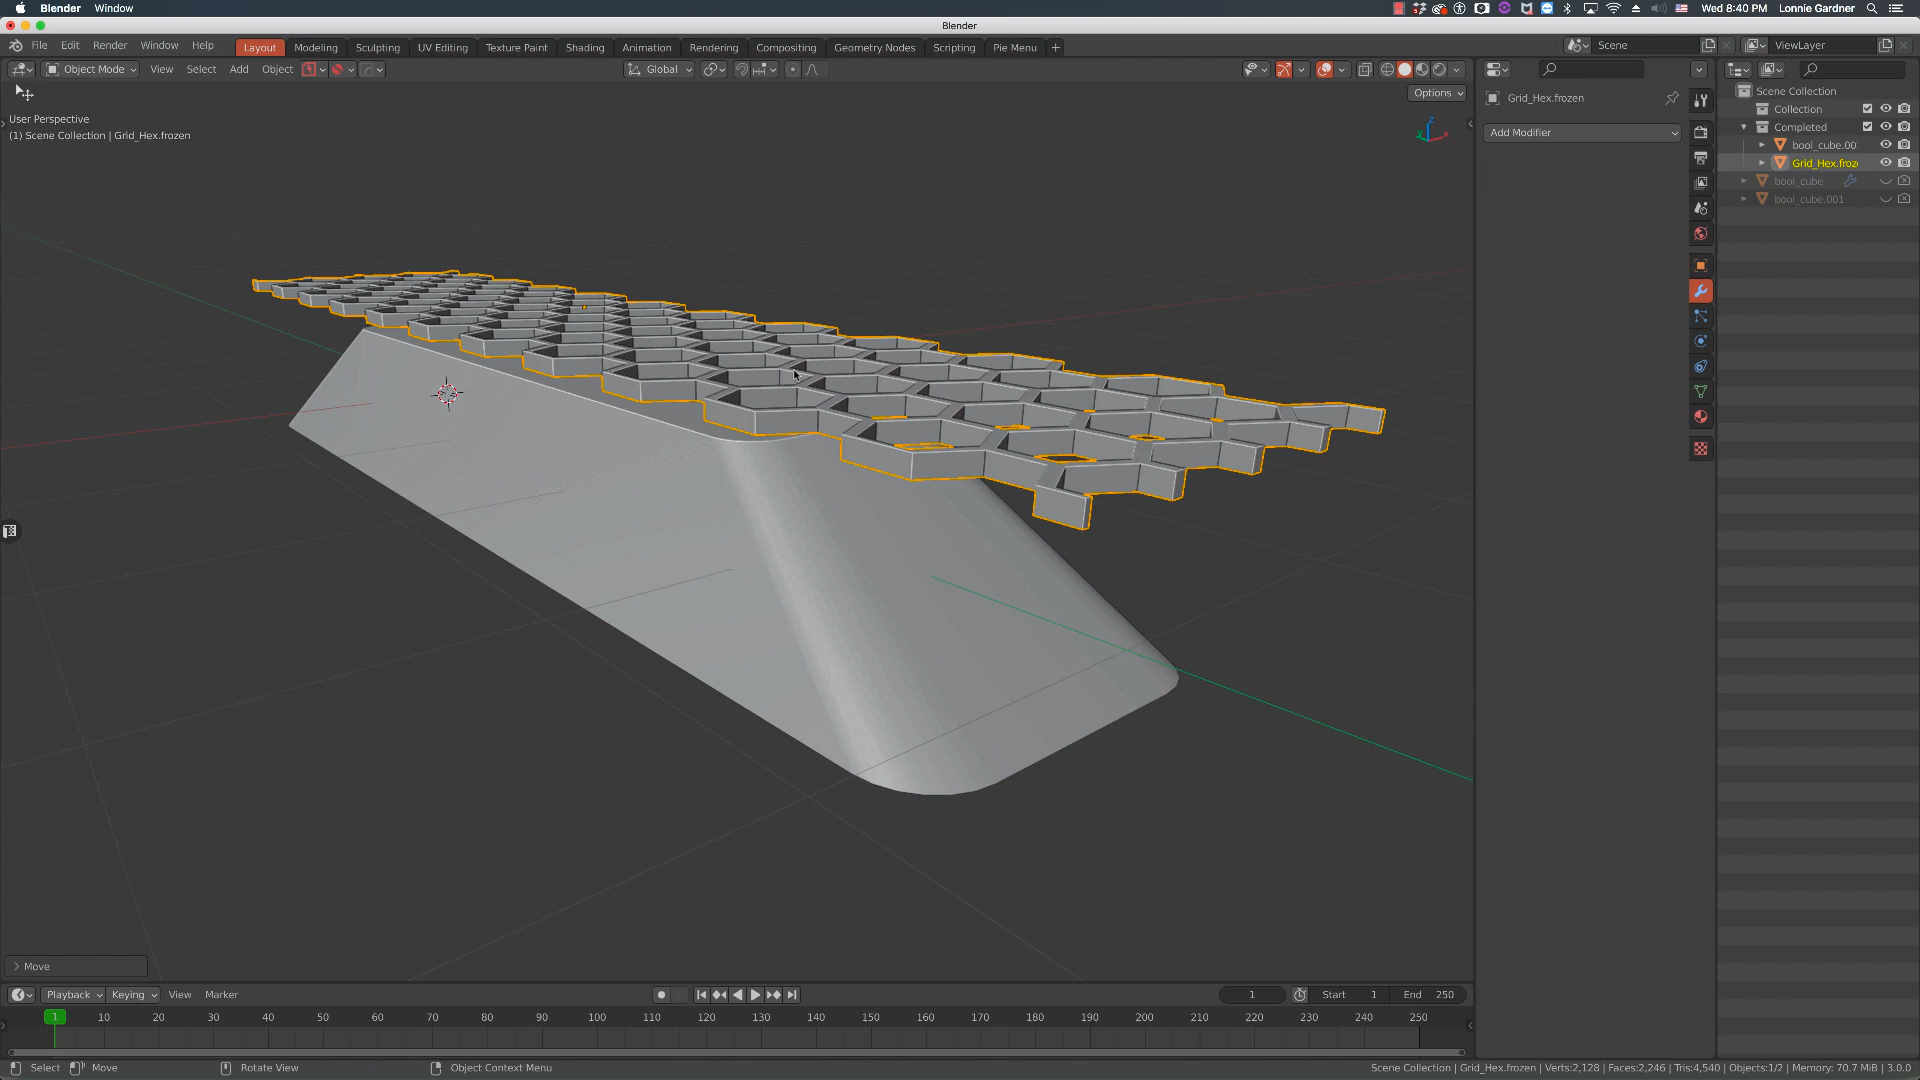 Blender Window
Wed 8:40 PM Lonnie Gardner
Blender
File Edit Render Window Help
Layout Modeling Sculpting UV Editing Texture Paint Shading Animation Rendering Compositing Geometry Nodes Scripting Pie Menu +
Scene
ViewLayer
Object Mode View Select Add Object
Global
Options
User Perspective
(1) Scene Collection | Grid_Hex.frozen
Z
Y
X
Grid_Hex.frozen
Add Modifier
Scene Collection
Collection
Completed
bool_cube.00
Grid_Hex.froz
bool_cube
bool_cube.001
Move
Playback Keying View Marker
1
Start 1
End 250
1 10 20 30 40 50 60 70 80 90 100 110 120 130 140 150 160 170 180 190 200 210 220 230 240 250
Select Move Rotate View Object Context Menu
Scene Collection | Grid_Hex.frozen | Verts:2,128 | Faces:2,246 | Tris:4,540 | Objects:1/2 | Memory: 70.7 MiB | 3.0.0